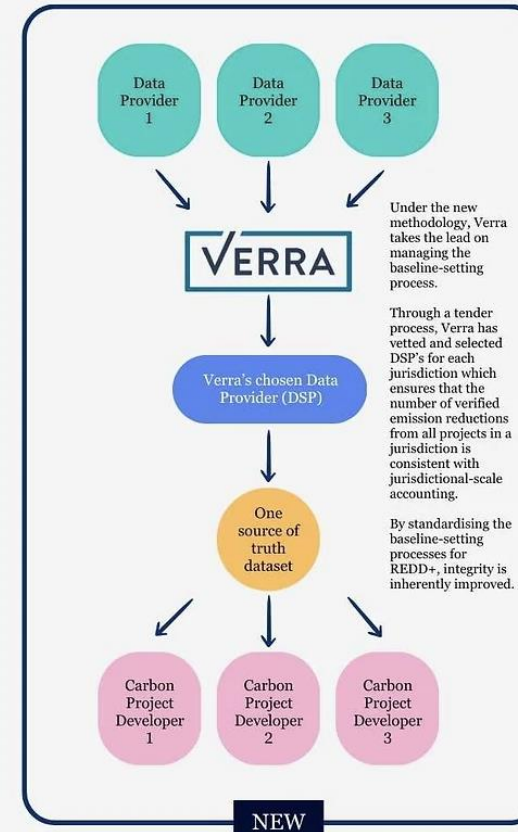 Data
Provider
1
Data
Provider
2
Data
Provider
3
VERRA
Under the new
methodology, Verra
takes the lead on
managing the
baseline-setting
process.
Through a tender
process, Verra has
vetted and selected
DSP's for each
jurisdiction which
ensures that the
number of verified
emission reductions
from all projects in a
jurisdiction is
consistent with
jurisdictional-scale
accounting.
By standardising the
baseline-setting
processes for
REDD+, integrity is
inherently improved.
Verra's chosen Data
Provider (DSP)
One
source of
truth
dataset
Carbon
Project
Developer
1
Carbon
Project
Developer
2
Carbon
Project
Developer
3
NEW